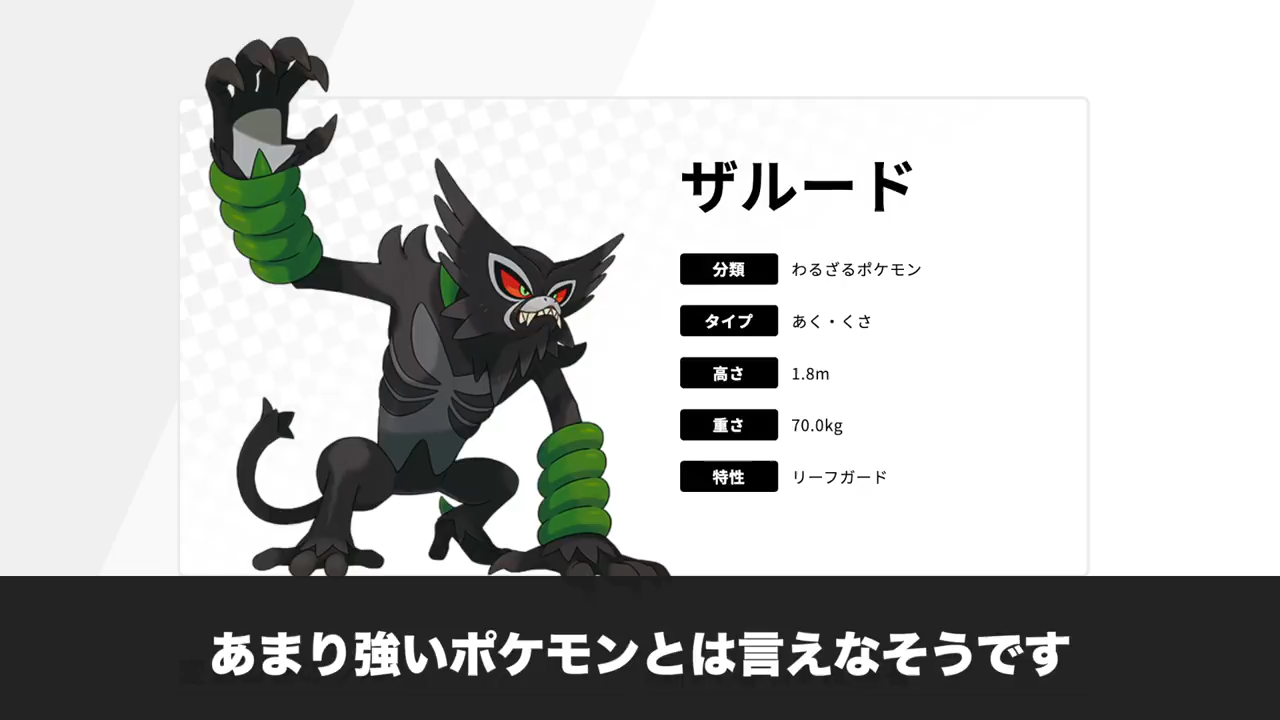 ザルード
分類 わるざるポケモン
タイプ あく・くさ
高さ 1.8m
重さ 70.0kg
特性 リーフガード
あまり強いポケモンとは言えなそうです